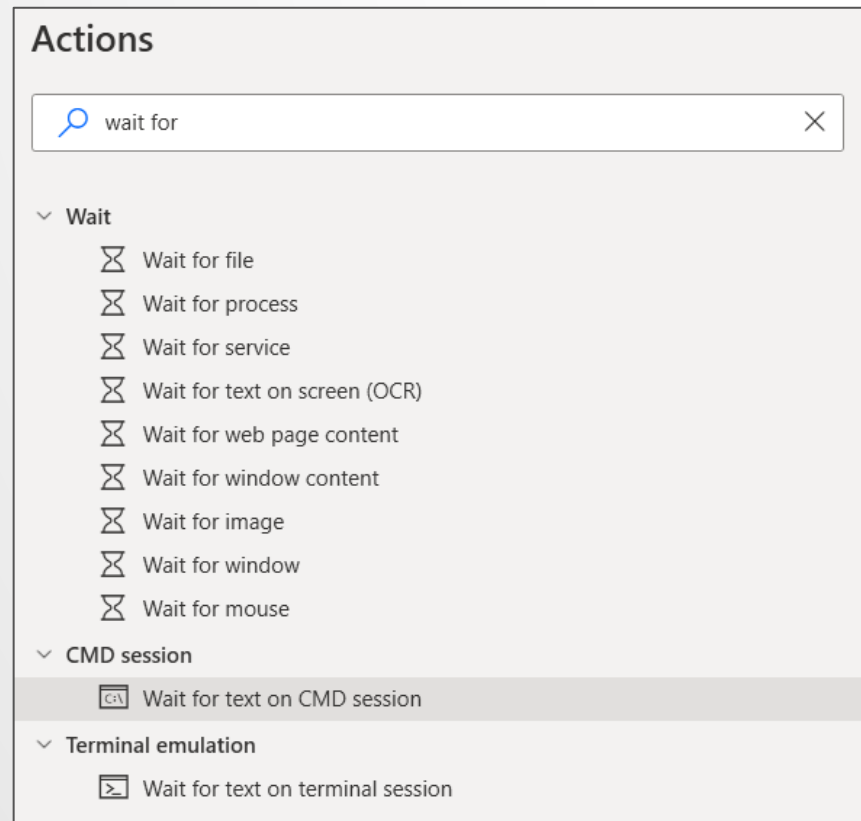 Actions
wait for
Wait
Wait for file
Wait for process
Wait for service
Wait for text on screen (OCR)
Wait for web page content
Wait for window content
Wait for image
Wait for window
Wait for mouse
CMD session
C:\ Wait for text on CMD session
Terminal emulation
Wait for text on terminal session